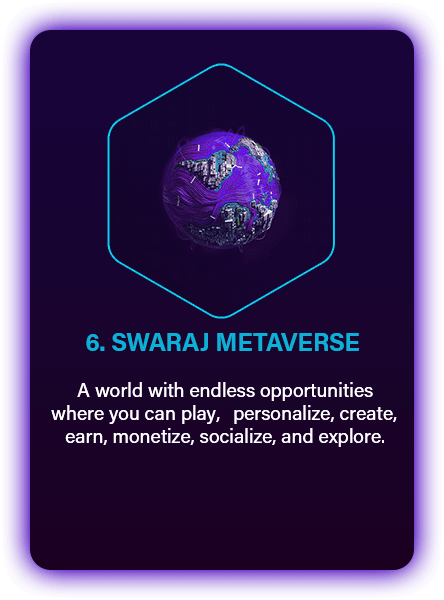 6. SWARAJ METAVERSE
A world with endless opportunities
where you can play, personalize, create,
earn, monetize, socialize, and explore.